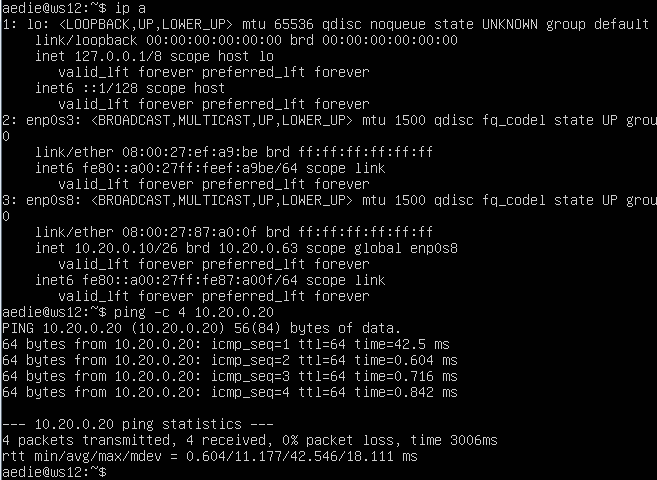 aedie@ws12:~$ ip a
1: lo: <LOOPBACK,UP,LOWER_UP> mtu 65536 qdisc noqueue state UNKNOWN group default
link/loopback 00:00:00:00:00:00 brd 00:00:00:00:00:00
inet 127.0.0.1/8 scope host lo
valid_lft forever preferred_lft forever
inet6 ::1/128 scope host
valid_lft forever preferred_lft forever
2: enp0s3: <BROADCAST,MULTICAST,UP,LOWER_UP> mtu 1500 qdisc fq_codel state UP grou
0
link/ether 08:00:27:ef:a9:be brd ff:ff:ff:ff:ff:ff
inet6 fe80::a00:27ff:feef:a9be/64 scope link
valid_lft forever preferred_lft forever
3: enp0s8: <BROADCAST,MULTICAST,UP,LOWER_UP> mtu 1500 qdisc fq_codel state UP grou
0
link/ether 08:00:27:87:a0:0f brd ff:ff:ff:ff:ff:ff
inet 10.20.0.10/26 brd 10.20.0.63 scope global enp0s8
valid_lft forever preferred_lft forever
inet6 fe80::a00:27ff:fe87:a00f/64 scope link
valid_lft forever preferred_lft forever
aedie@ws12:~$ ping -c 4 10.20.0.20
PING 10.20.0.20 (10.20.0.20) 56(84) bytes of data.
64 bytes from 10.20.0.20: icmp_seq=1 ttl=64 time=42.5 ms
64 bytes from 10.20.0.20: icmp_seq=2 ttl=64 time=0.604 ms
64 bytes from 10.20.0.20: icmp_seq=3 ttl=64 time=0.716 ms
64 bytes from 10.20.0.20: icmp_seq=4 ttl=64 time=0.842 ms
--- 10.20.0.20 ping statistics ---
4 packets transmitted, 4 received, 0% packet loss, time 3006ms
rtt min/avg/max/mdev = 0.604/11.177/42.546/18.111 ms
aedie@ws12:~$